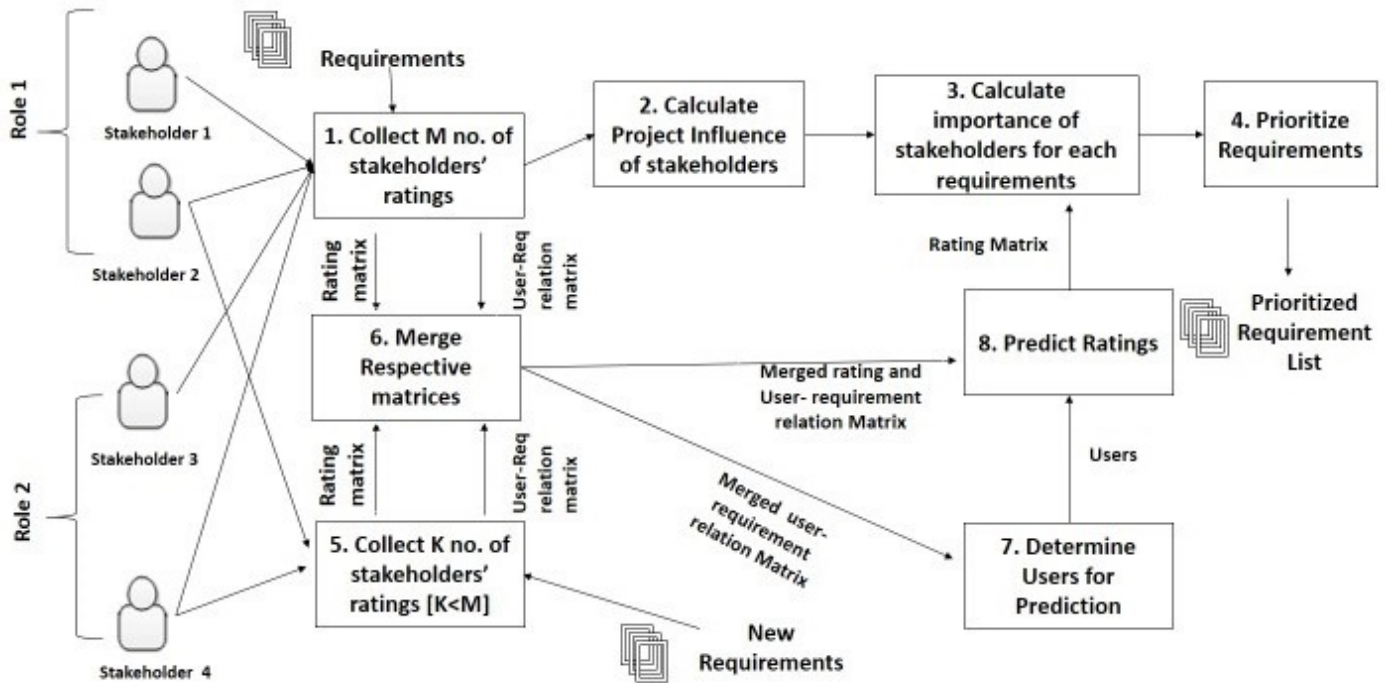 Requirements
Role 1
Stakeholder 1
Stakeholder 2
1. Collect M no. of
stakeholders’
ratings
2. Calculate
Project Influence
of stakeholders
3. Calculate
importance of
stakeholders for each
requirements
4. Prioritize
Requirements
Rating
matrix
User-Req
relation
matrix
Rating Matrix
6. Merge
Respective
matrices
8. Predict Ratings
Prioritized
Requirement
List
Merged rating and
User- requirement
relation Matrix
Role 2
Stakeholder 3
Stakeholder 4
Rating
matrix
User-Req
relation
matrix
Users
Merged user-
requirement
relation Matrix
5. Collect K no. of
stakeholders’
ratings [K<M]
7. Determine
Users for
Prediction
New
Requirements